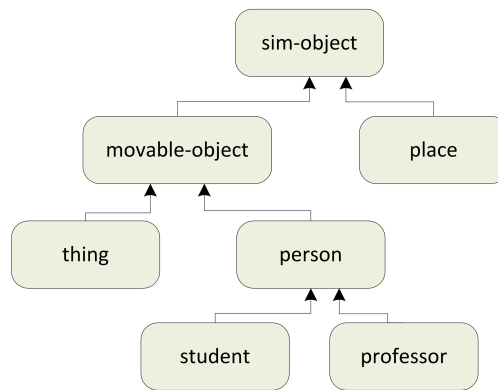 sim-object
movable-object
place
thing
person
student
professor